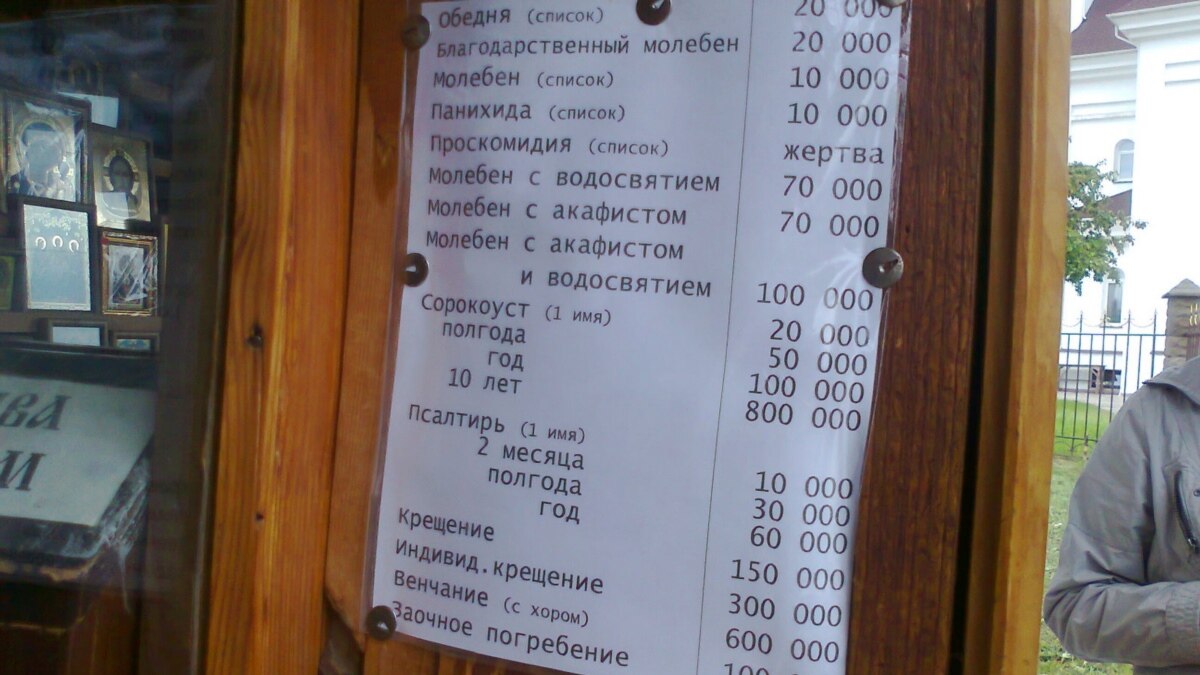 Обедня (список) 20 000
Благодарственный молебен 20 000
Молебен (список) 10 000
Панихида (список) 10 000
Проскомидия (список) жертва
Молебен с водосвятием 70 000
Молебен с акафистом 70 000
Молебен с акафистом
и водосвятием 100 000
Сорокоуст (1 имя) 20 000
полгода 50 000
год 100 000
10 лет 800 000
Псалтирь (1 имя)
2 месяца 10 000
полгода 30 000
год 60 000
Крещение 150 000
Индивид.крещение 300 000
Венчание (с хором) 600 000
Заочное погребение 100